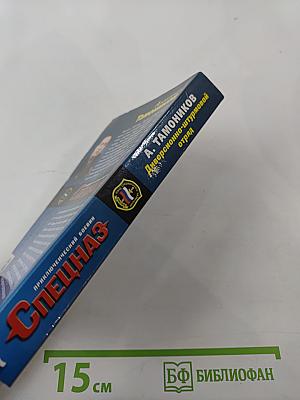 А. ТАМОНИКОВ
Диверсионно-штурмовой
отряд
ПРИКЛЮЧЕНЧЕСКИЙ БОЕВИК
СПЕЦНАЗ
15 см
БФ БИБЛИОФАН